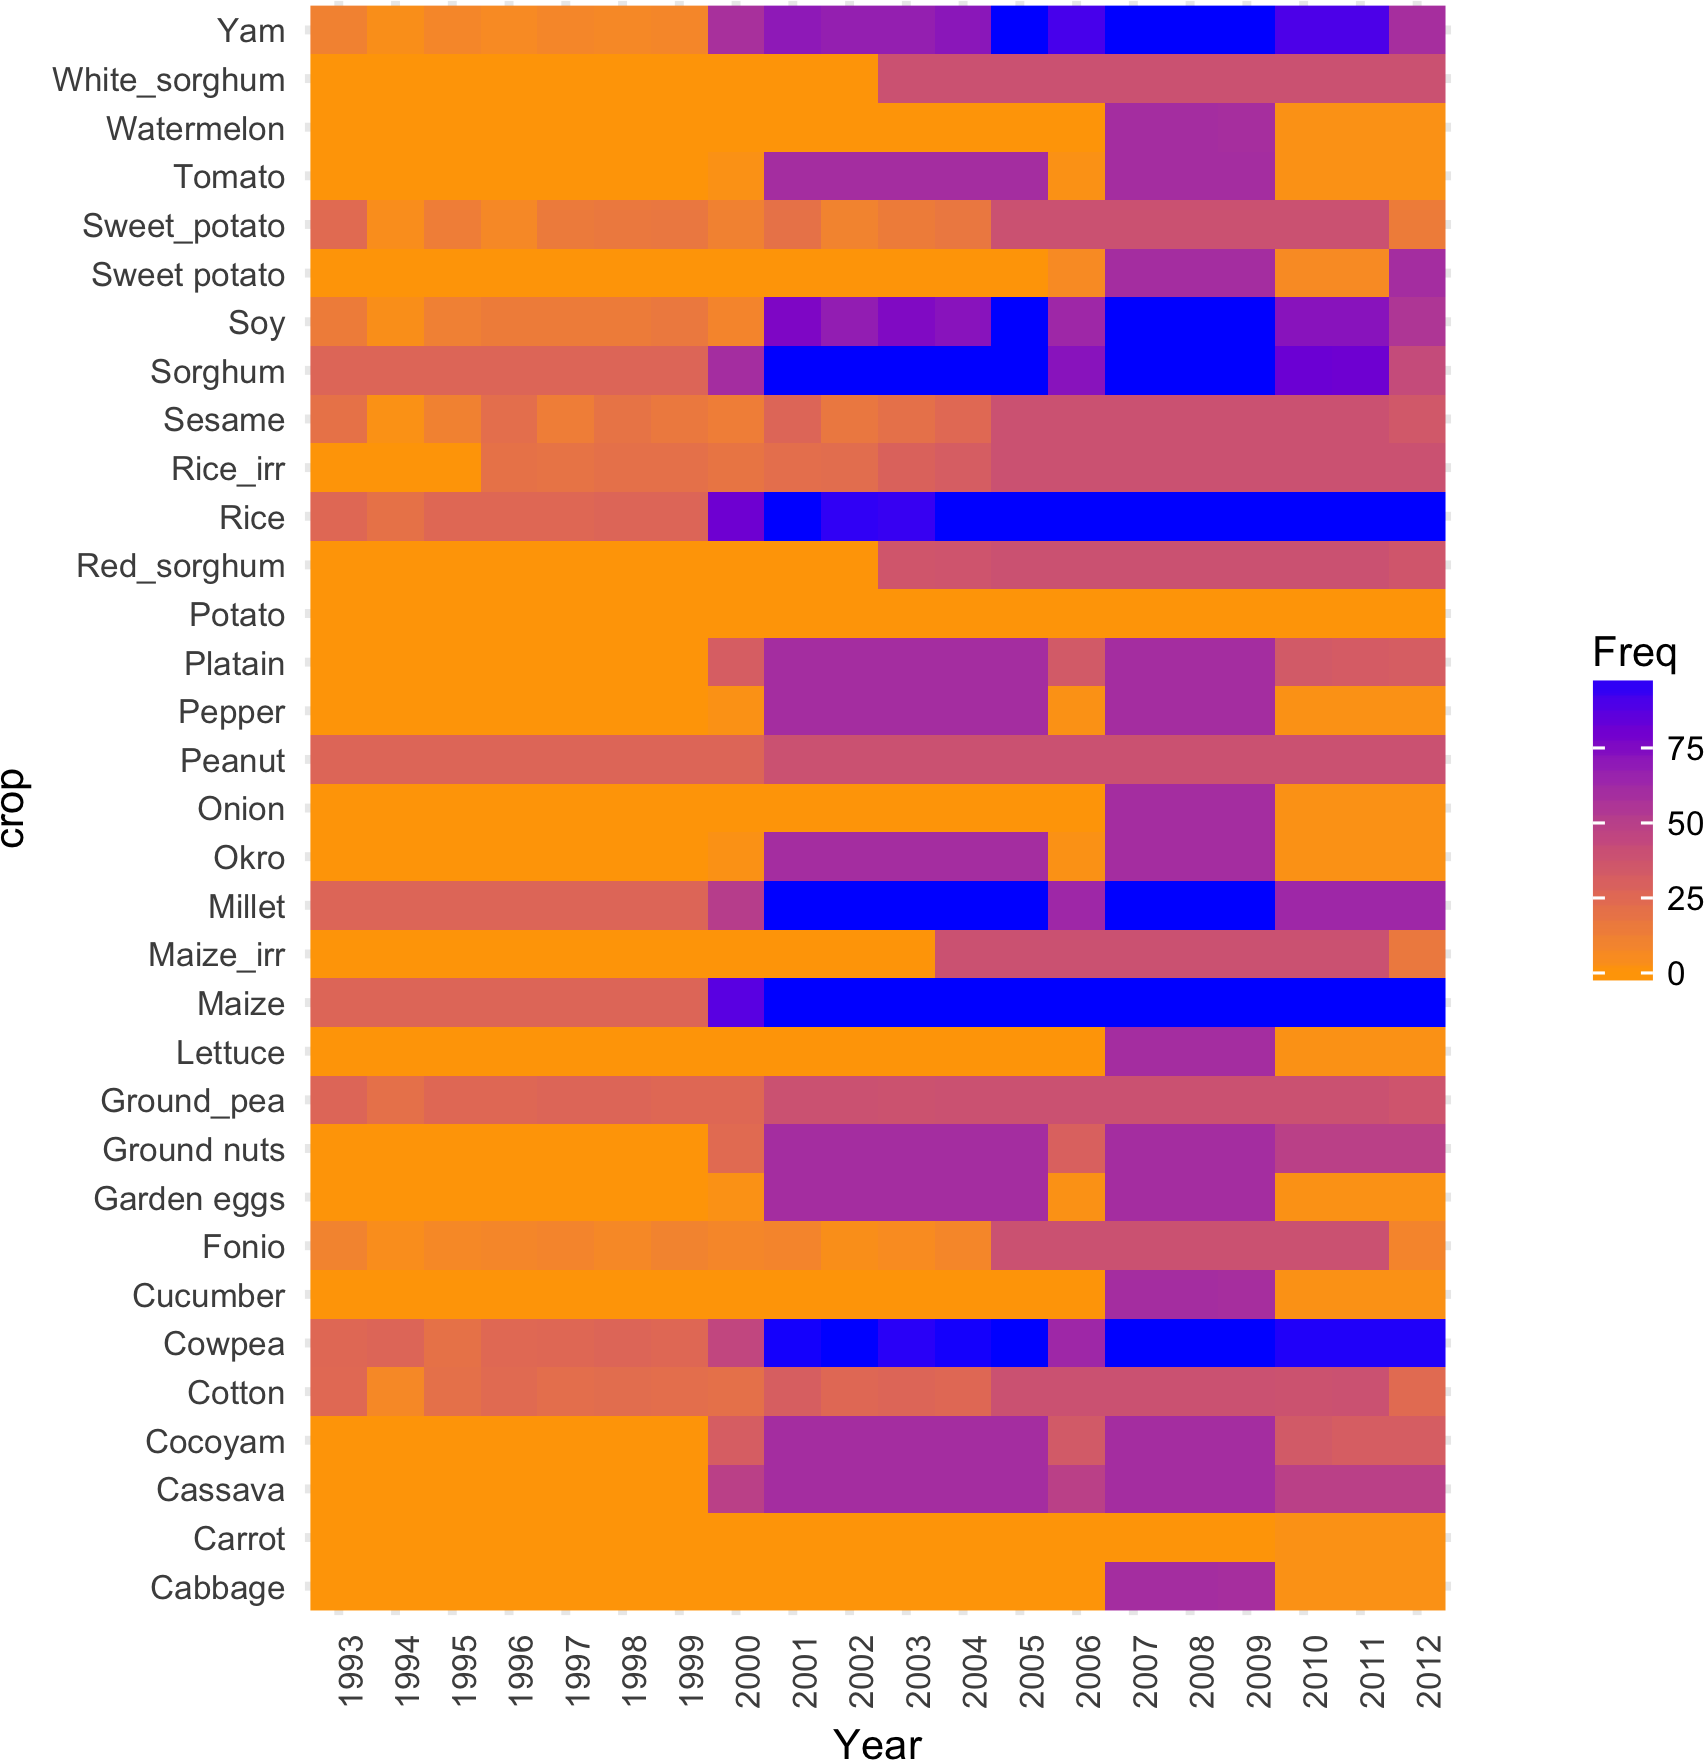 Yam
White_sorghum
Watermelon
Tomato
Sweet_potato
Sweet potato
Soy
Sorghum
Sesame
Rice_irr
Rice
Red_sorghum
Potato
Platain
Pepper
Peanut
Onion
Okro
Millet
Maize_irr
Maize
Lettuce
Ground_pea
Ground nuts
Garden eggs
Fonio
Cucumber
Cowpea
Cotton
Cocoyam
Cassava
Carrot
Cabbage
crop
1993 1994 1995 1996 1997 1998 1999 2000 2001 2002 2003 2004 2005 2006 2007 2008 2009 2010 2011 2012
Year
Freq
75
50
25
0